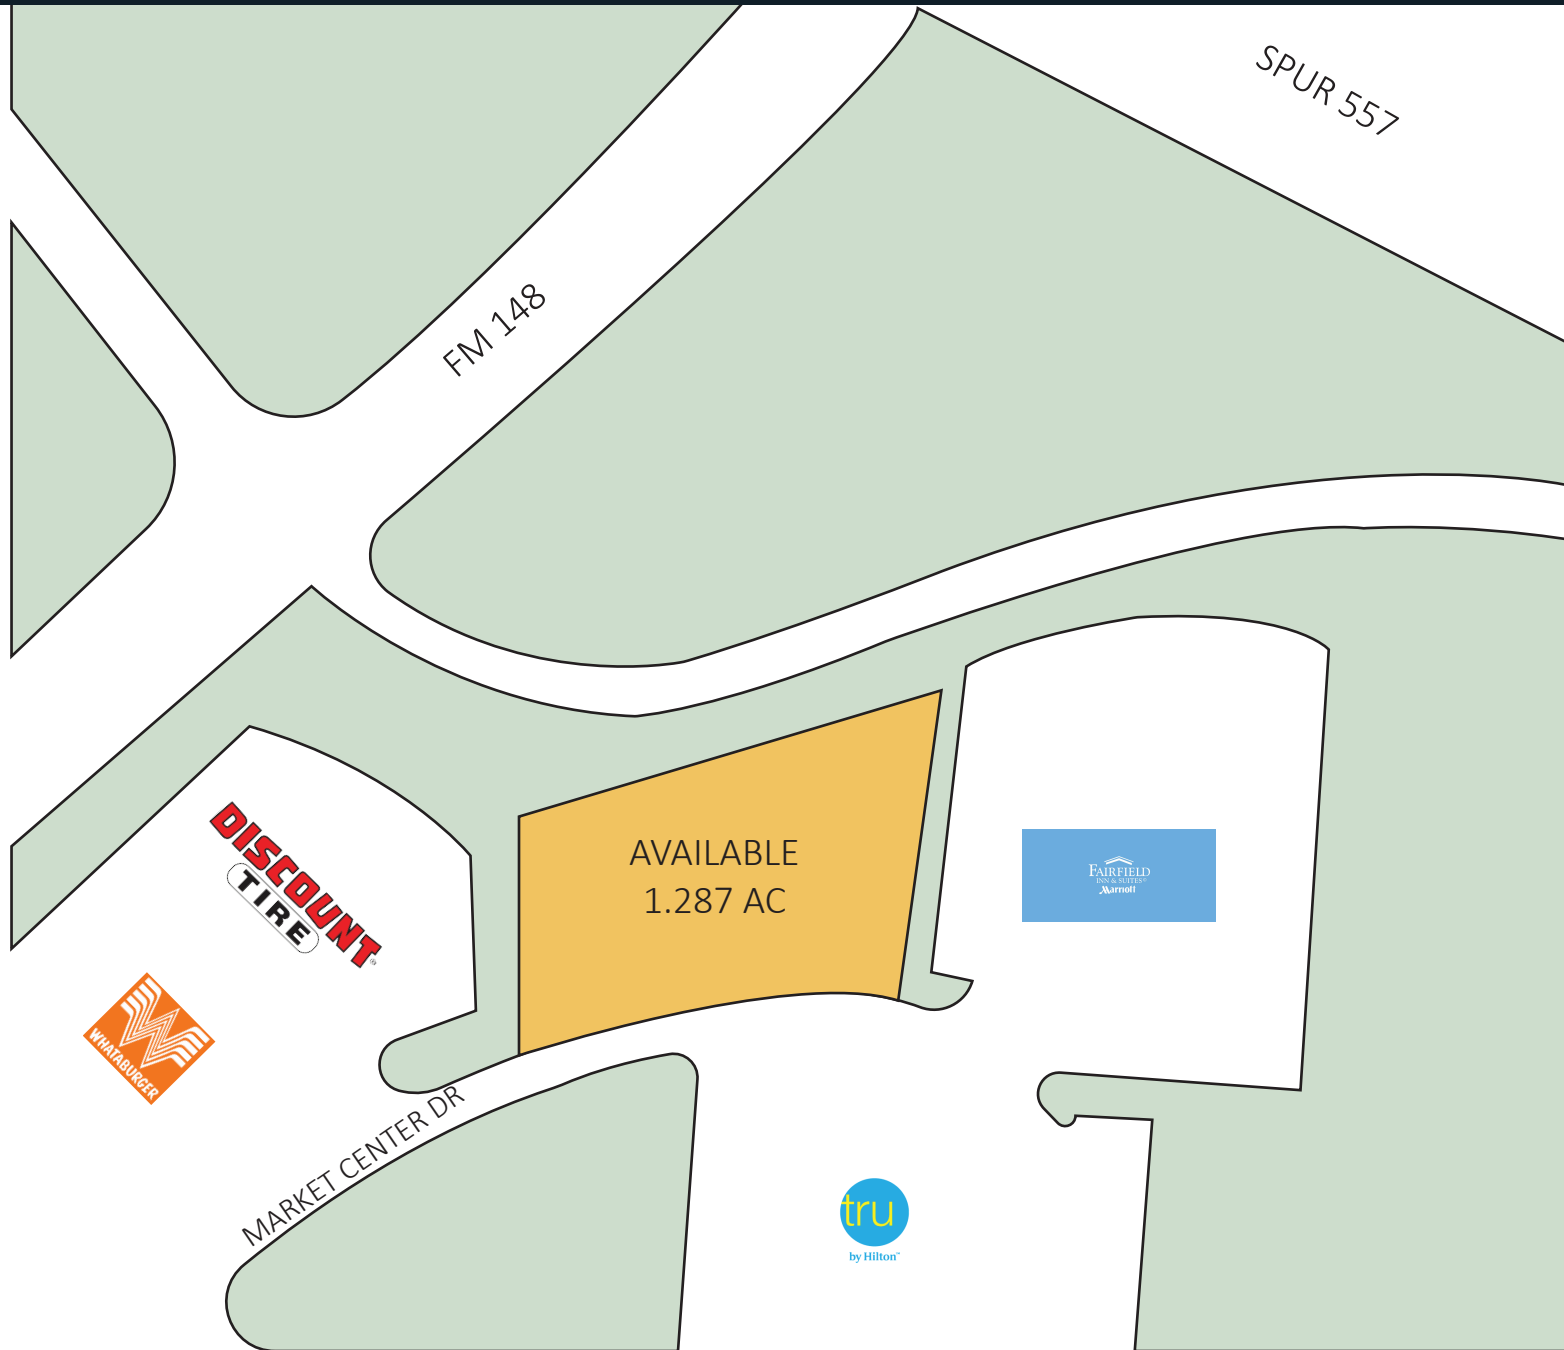 SPUR 557
FM 148
DISCOUNT
TIRE
AVAILABLE
1.287 AC
FAIRFIELD
INN & SUITES®
Marriott
WHATABURGER
MARKET CENTER DR
tru
by Hilton™